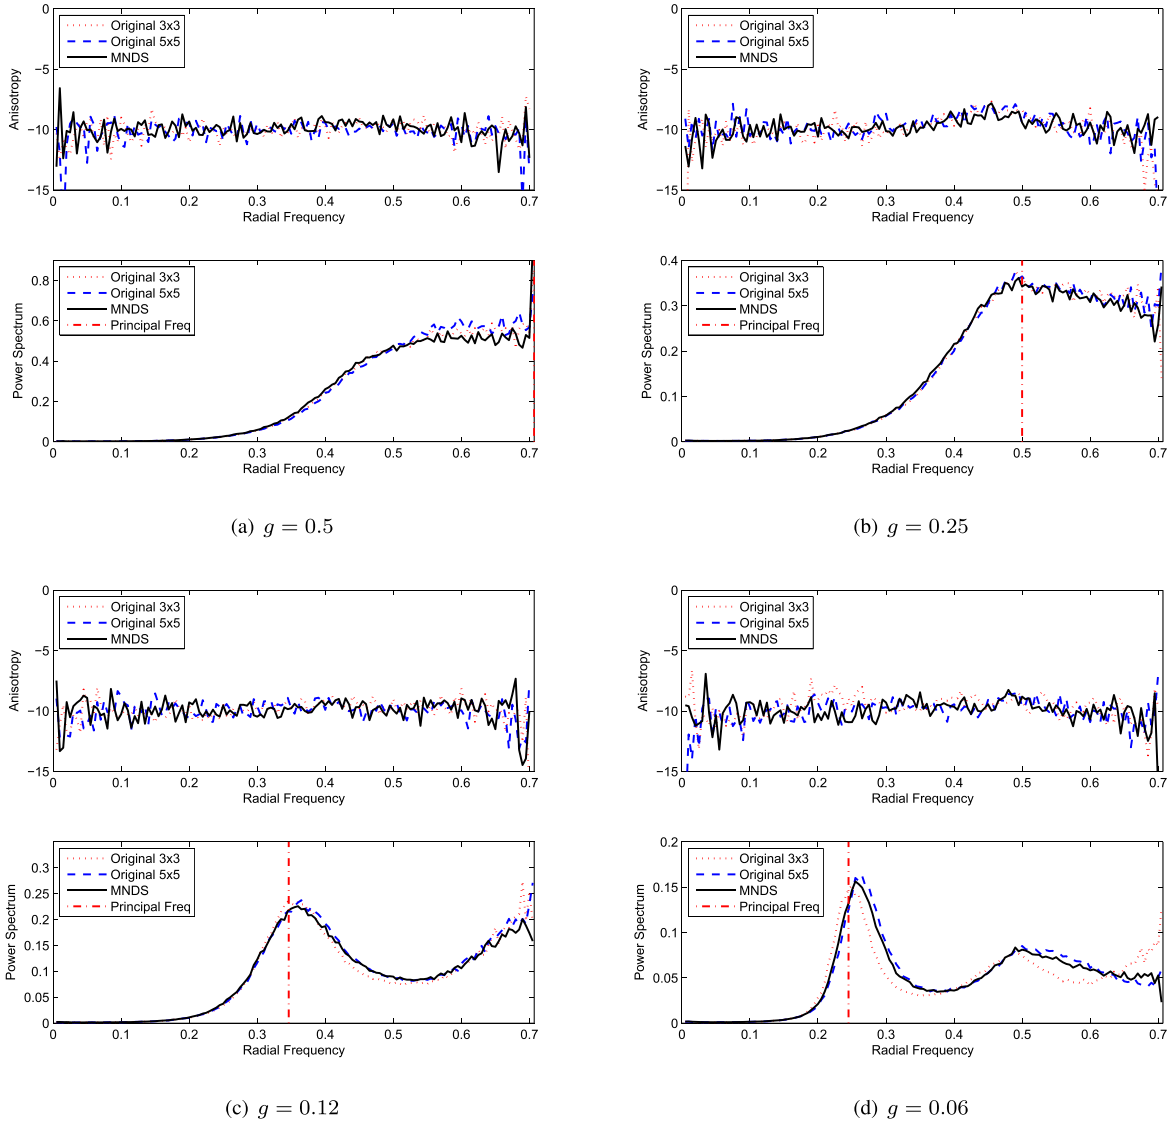 0
−5
−10
−15
Anisotropy
Original 3x3
Original 5x5
MNDS
0 0.1 0.2 0.3 0.4 0.5 0.6 0.7
Radial Frequency
0
−5
−10
−15
Anisotropy
Original 3x3
Original 5x5
MNDS
0 0.1 0.2 0.3 0.4 0.5 0.6 0.7
Radial Frequency
0.8
0.6
0.4
0.2
0
Power Spectrum
Original 3x3
Original 5x5
MNDS
Principal Freq
0 0.1 0.2 0.3 0.4 0.5 0.6 0.7
Radial Frequency
0.4
0.3
0.2
0.1
0
Power Spectrum
Original 3x3
Original 5x5
MNDS
Principal Freq
0 0.1 0.2 0.3 0.4 0.5 0.6 0.7
Radial Frequency
(a) g = 0.5
(b) g = 0.25
0
−5
−10
−15
Anisotropy
Original 3x3
Original 5x5
MNDS
0 0.1 0.2 0.3 0.4 0.5 0.6 0.7
Radial Frequency
0
−5
−10
−15
Anisotropy
Original 3x3
Original 5x5
MNDS
0 0.1 0.2 0.3 0.4 0.5 0.6 0.7
Radial Frequency
0.3
0.25
0.2
0.15
0.1
0.05
0
Power Spectrum
Original 3x3
Original 5x5
MNDS
Principal Freq
0 0.1 0.2 0.3 0.4 0.5 0.6 0.7
Radial Frequency
0.2
0.15
0.1
0.05
0
Power Spectrum
Original 3x3
Original 5x5
MNDS
Principal Freq
0 0.1 0.2 0.3 0.4 0.5 0.6 0.7
Radial Frequency
(c) g = 0.12
(d) g = 0.06